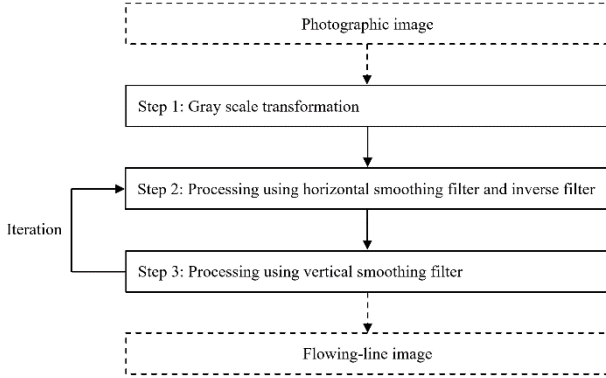 Photographic image
Step 1: Gray scale transformation
Step 2: Processing using horizontal smoothing filter and inverse filter
Iteration
Step 3: Processing using vertical smoothing filter
Flowing-line image